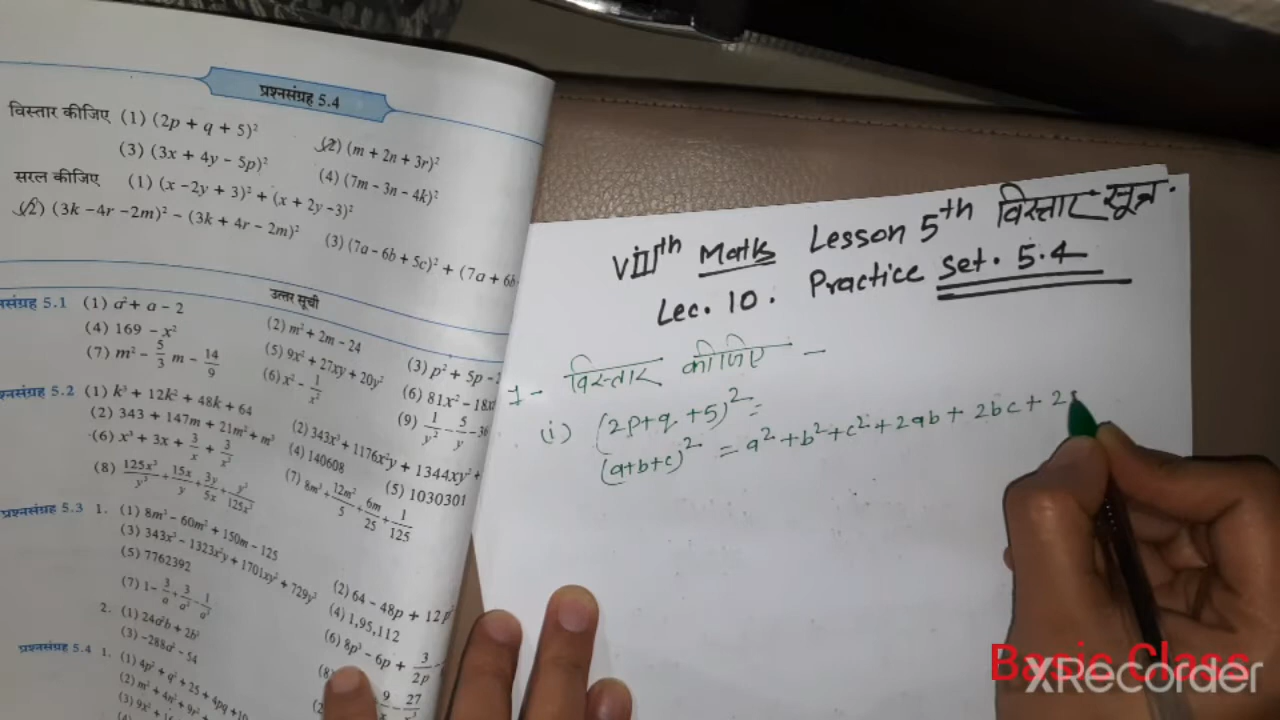 प्रश्नसंग्रह 5.4
विस्तार कीजिए (1) (2p + q + 5)² (2) (m + 2n + 3r)²
(3) (3x + 4y - 5p)² (4) (7m - 3n - 4k)²
सरल कीजिए (1) (x - 2y + 3)² + (x + 2y - 3)²
(2) (3k - 4r - 2m)² - (3k + 4r - 2m)² (3) (7a - 6b + 5c)² + (7a + 6b
उत्तर सूची
नसंग्रह 5.1 (1) a² + a - 2 (2) m² + 2m - 24 (3) p² + 5p -
(4) 169 - x² (5) 9x² + 27xy + 20y² (6) 81x² - 18x
(7) m² - 5/3 m - 14/9 (6) x² - 1/x² (9) 1/y² - 5/y - 36
नसंग्रह 5.2 (1) k³ + 12k² + 48k + 64 (2) 343x³ + 1176x²y + 1344xy² +
(2) 343 + 147m + 21m² + m³ (4) 140608 (5) 1030301
(6) x³ + 3x + 3/x + 3/x³ (7) 8m³ + 12m²/5 + 6m/25 + 1/125
(8) 125x³/y³ + 15x/y + 3y/5x + y³/125x³
प्रश्नसंग्रह 5.3 1. (1) 8m³ - 60m² + 150m - 125 (2) 64 - 48p + 12p²
(3) 343x³ - 1323x²y + 1701xy² + 729y³ (4) 1,95,112
(5) 7762392 (6) 8p³ - 6p + 3/2p
(7) 1 - 3/a + 3/a² - 1/a³
2. (1) 24a²b + 2b³
(3) -288a² - 54
प्रश्नसंग्रह 5.4 1. (1) 4p² + q² + 25 + 4pq + 10
(2) m² + 4n² + 9r² +
VIIIth Maths Lesson 5th विस्तार सूत्र.
Lec. 10. Practice set. 5.4
1- विस्तार कीजिए -
(i) (2p+q+5)² =
(a+b+c)² = a²+b²+c²+2ab+2bc+2
Basic Class
XRecorder